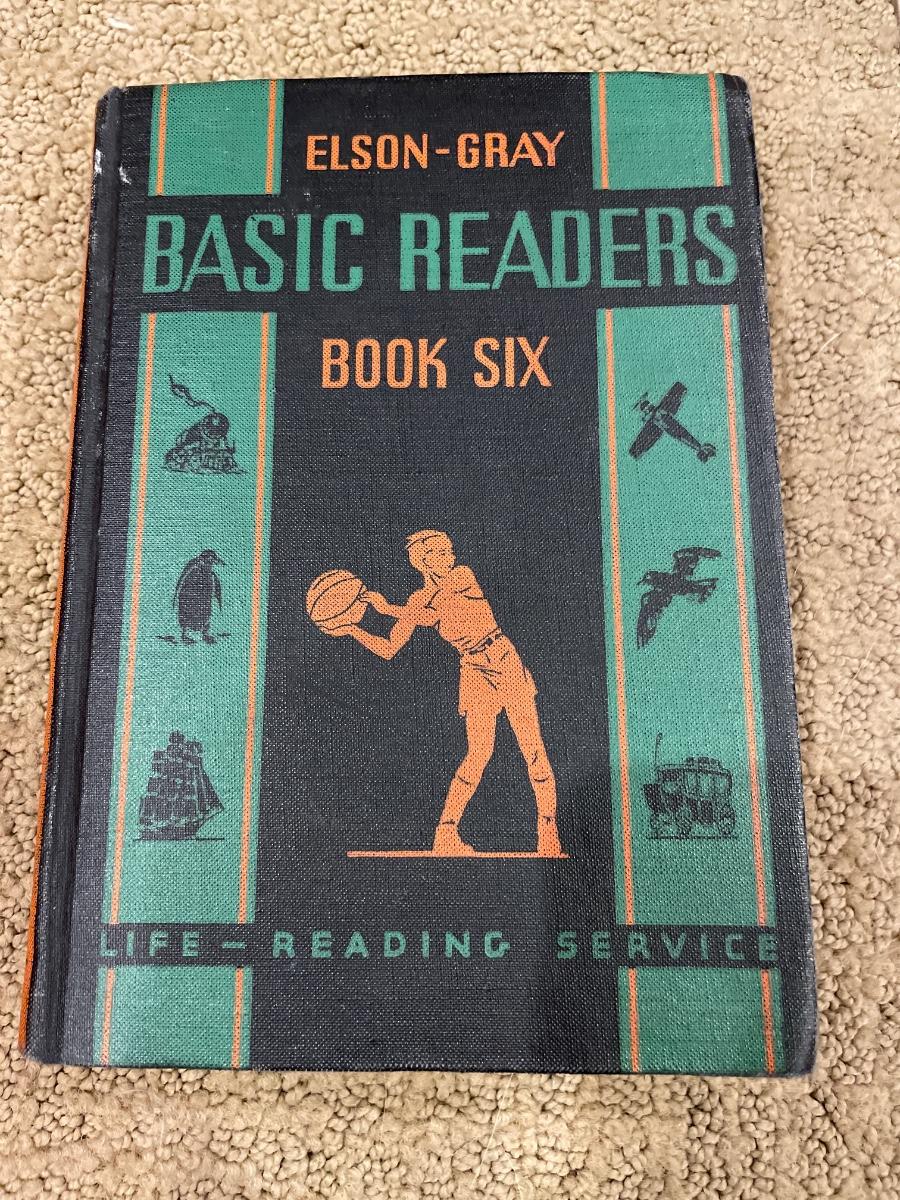 ELSON-GRAY
BASIC READERS
BOOK SIX
LIFE-READING SERVICE